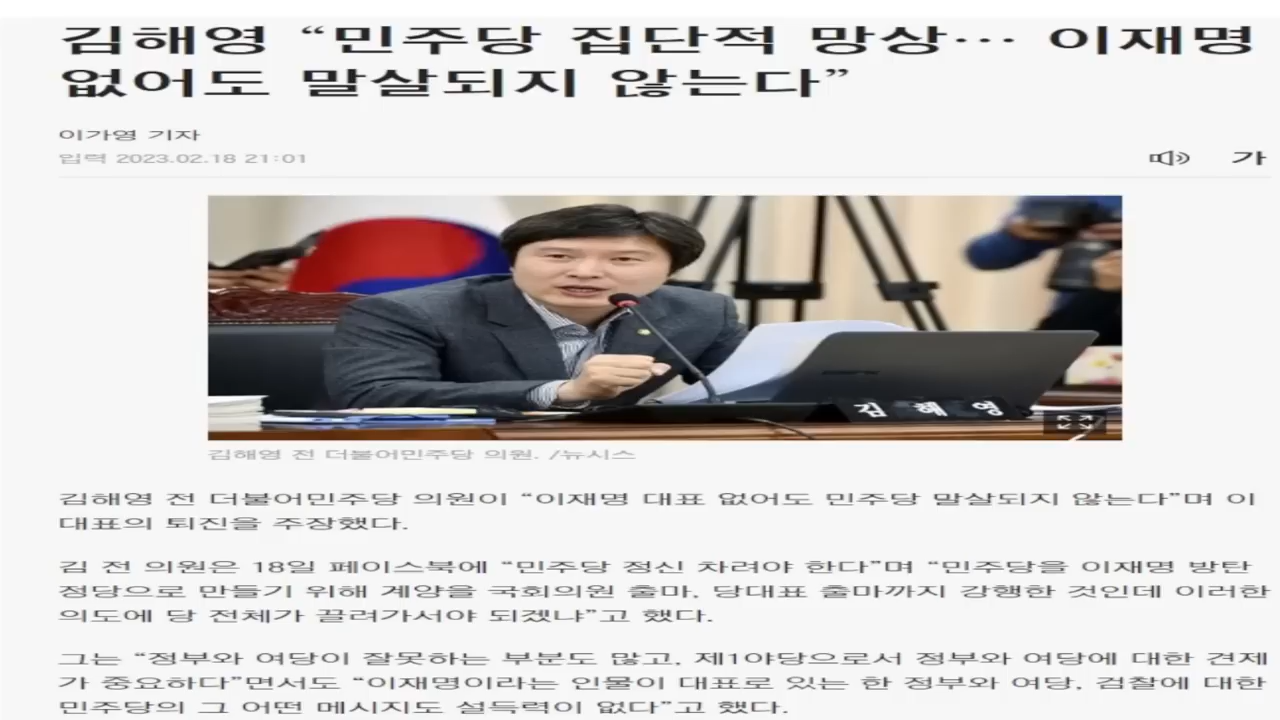 김해영 “민주당 집단적 망상… 이재명
없어도 말살되지 않는다”
이가영 기자
입력 2023.02.18 21:01
가
김 해 영
김해영 전 더불어민주당 의원. /뉴시스
김해영 전 더불어민주당 의원이 “이재명 대표 없어도 민주당 말살되지 않는다”며 이
대표의 퇴진을 주장했다.
김 전 의원은 18일 페이스북에 “민주당 정신 차려야 한다”며 “민주당을 이재명 방탄
정당으로 만들기 위해 계양을 국회의원 출마, 당대표 출마까지 강행한 것인데 이러한
의도에 당 전체가 끌려가서야 되겠냐”고 했다.
그는 “정부와 여당이 잘못하는 부분도 많고, 제1야당으로서 정부와 여당에 대한 견제
가 중요하다”면서도 “이재명이라는 인물이 대표로 있는 한 정부와 여당, 검찰에 대한
민주당의 그 어떤 메시지도 설득력이 없다”고 했다.